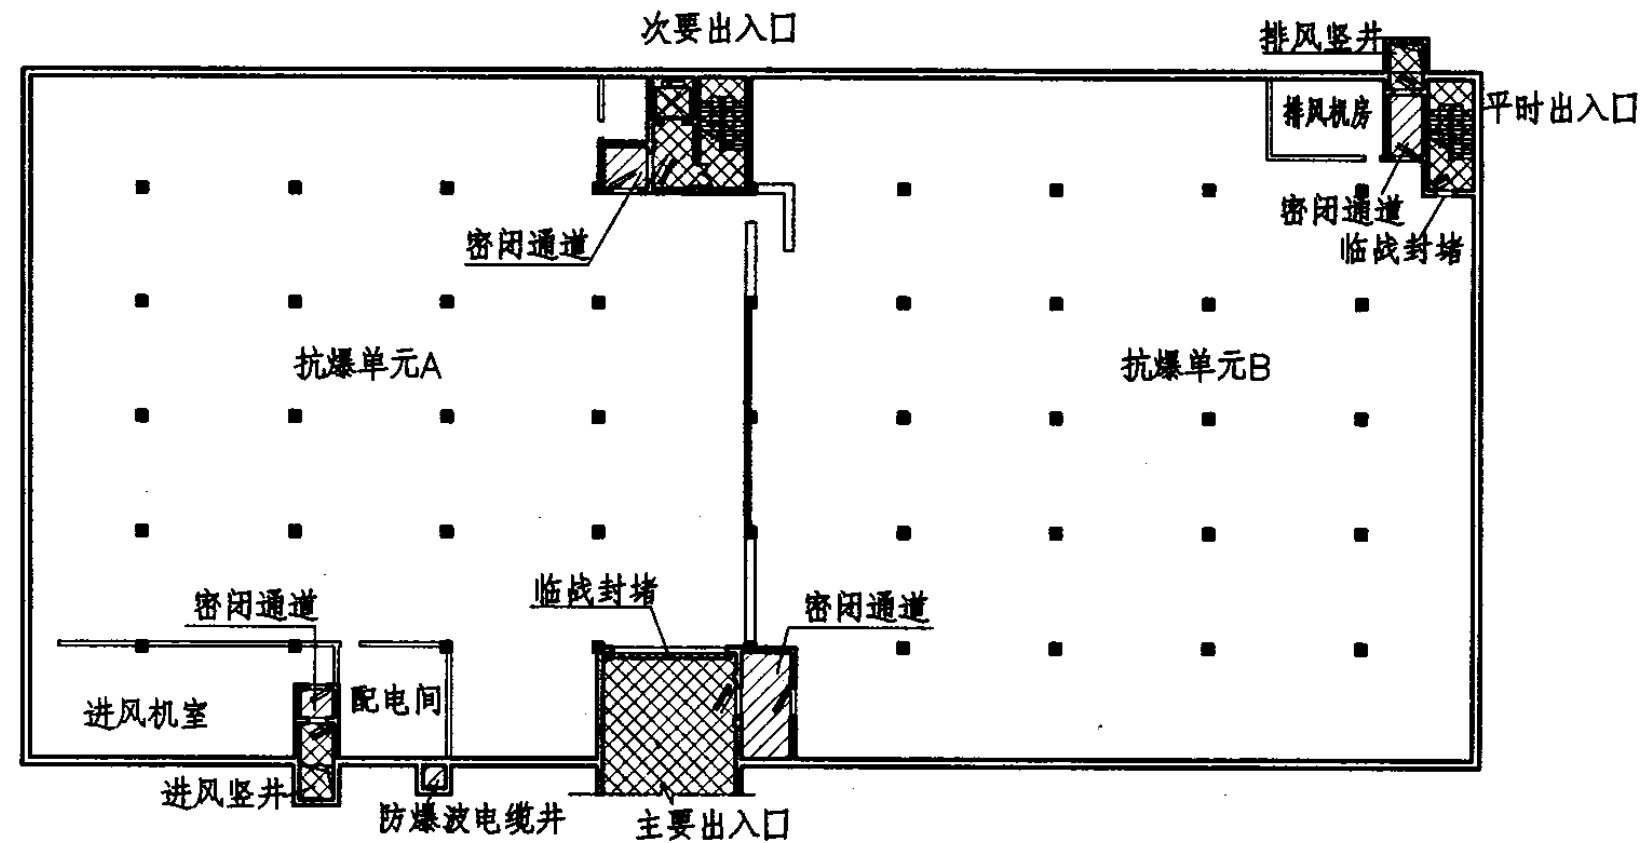 次要出入口
排风竖井
排风机房
平时出入口
密闭通道
临战封堵
密闭通道
抗爆单元A
抗爆单元B
密闭通道
临战封堵
密闭通道
进风机室
配电间
进风竖井
防爆波电缆井
主要出入口